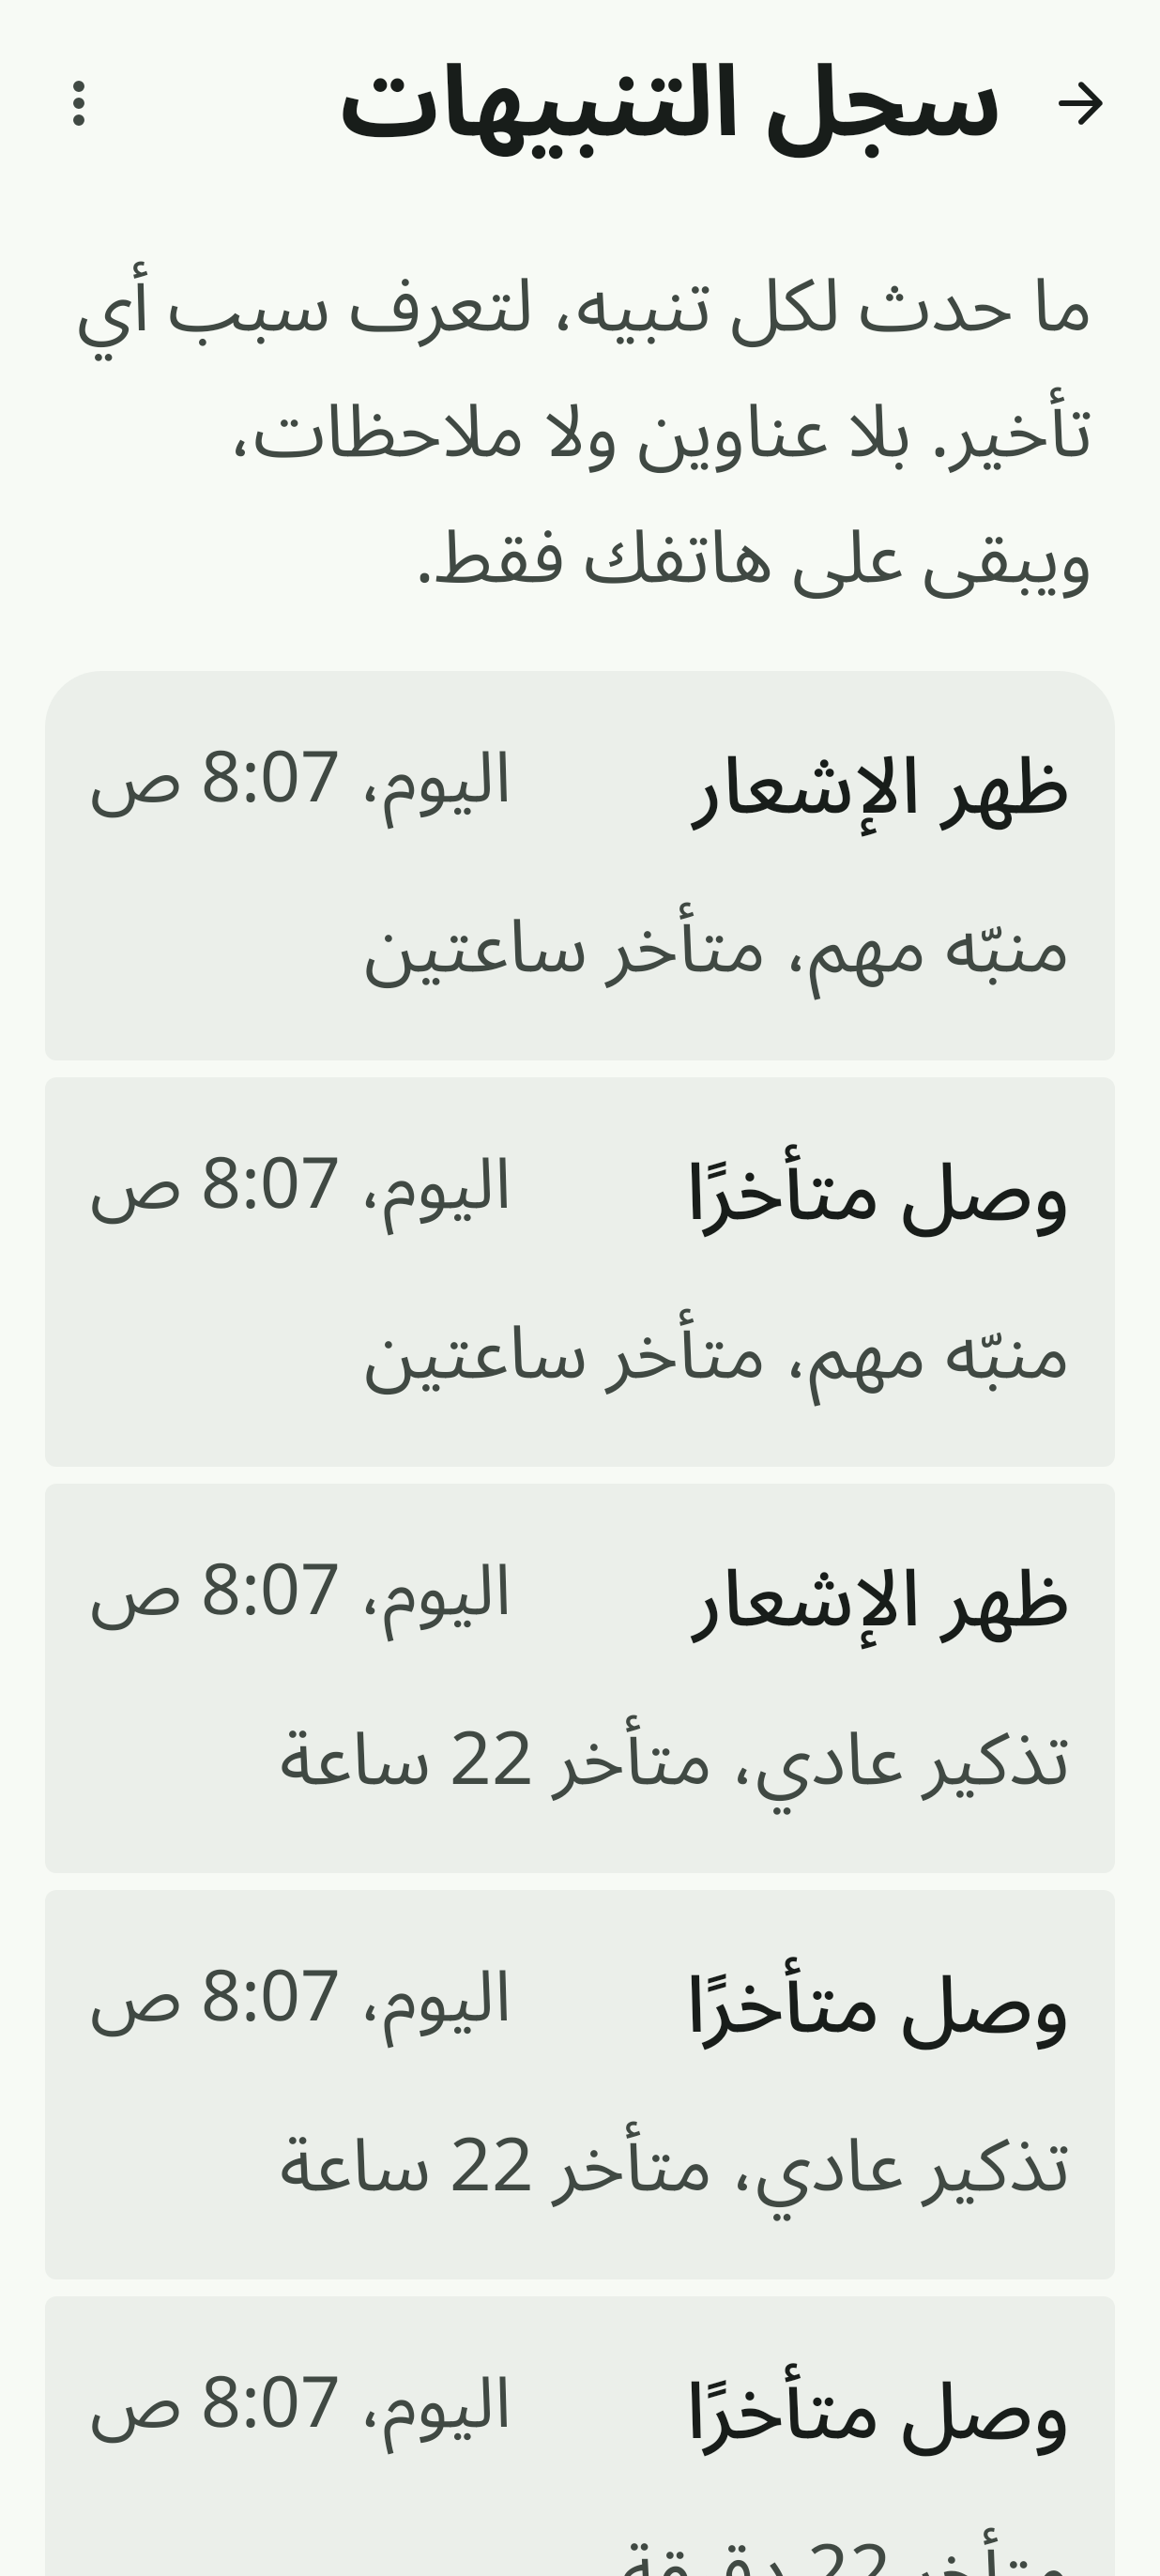 سجل التنبيهات
ما حدث لكل تنبيه، لتعرف سبب أي
تأخير. بلا عناوين ولا ملاحظات،
ويبقى على هاتفك فقط.
ظهر الإشعار اليوم، 8:07 ص
منبّه مهم، متأخر ساعتين
وصل متأخرًا اليوم، 8:07 ص
منبّه مهم، متأخر ساعتين
ظهر الإشعار اليوم، 8:07 ص
تذكير عادي، متأخر 22 ساعة
وصل متأخرًا اليوم، 8:07 ص
تذكير عادي، متأخر 22 ساعة
وصل متأخرًا اليوم، 8:07 ص
متأخر 22 دقيقة